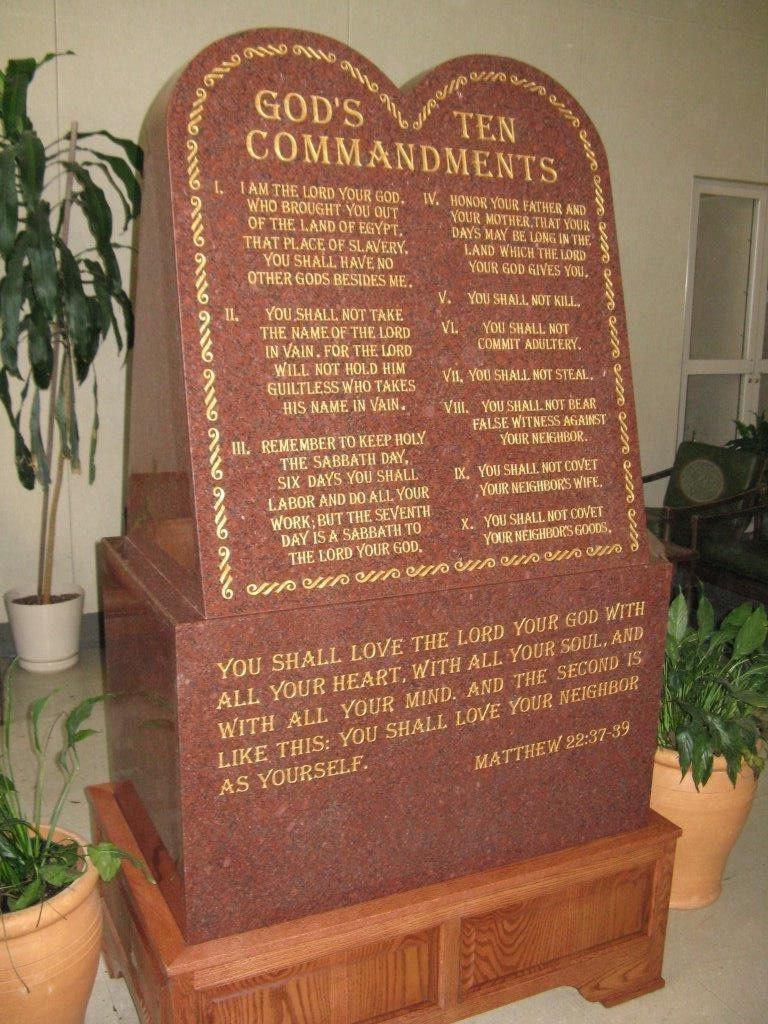 GOD'S TEN
COMMANDMENTS
I. I AM THE LORD YOUR GOD,
WHO BROUGHT YOU OUT
OF THE LAND OF EGYPT,
THAT PLACE OF SLAVERY.
YOU SHALL HAVE NO
OTHER GODS BESIDES ME.
II. YOU SHALL NOT TAKE
THE NAME OF THE LORD
IN VAIN. FOR THE LORD
WILL NOT HOLD HIM
GUILTLESS WHO TAKES
HIS NAME IN VAIN.
III. REMEMBER TO KEEP HOLY
THE SABBATH DAY,
SIX DAYS YOU SHALL
LABOR AND DO ALL YOUR
WORK; BUT THE SEVENTH
DAY IS A SABBATH TO
THE LORD YOUR GOD.
IV. HONOR YOUR FATHER AND
YOUR MOTHER, THAT YOUR
DAYS MAY BE LONG IN THE
LAND WHICH THE LORD
YOUR GOD GIVES YOU.
V. YOU SHALL NOT KILL.
VI. YOU SHALL NOT
COMMIT ADULTERY.
VII. YOU SHALL NOT STEAL.
VIII. YOU SHALL NOT BEAR
FALSE WITNESS AGAINST
YOUR NEIGHBOR.
IX. YOU SHALL NOT COVET
YOUR NEIGHBOR'S WIFE.
X. YOU SHALL NOT COVET
YOUR NEIGHBOR'S GOODS.
YOU SHALL LOVE THE LORD YOUR GOD WITH
ALL YOUR HEART, WITH ALL YOUR SOUL, AND
WITH ALL YOUR MIND. AND THE SECOND IS
LIKE THIS: YOU SHALL LOVE YOUR NEIGHBOR
AS YOURSELF.
MATTHEW 22:37-39